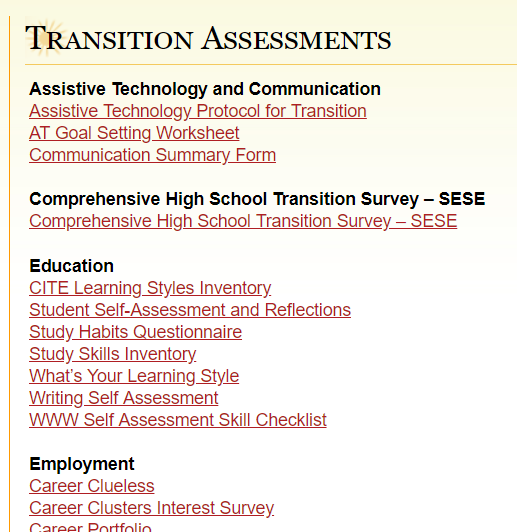 Transition Assessments
Assistive Technology and Communication
Assistive Technology Protocol for Transition
AT Goal Setting Worksheet
Communication Summary Form
Comprehensive High School Transition Survey – SESE
Comprehensive High School Transition Survey – SESE
Education
CITE Learning Styles Inventory
Student Self-Assessment and Reflections
Study Habits Questionnaire
Study Skills Inventory
What’s Your Learning Style
Writing Self Assessment
WWW Self Assessment Skill Checklist
Employment
Career Clueless
Career Clusters Interest Survey
Career Portfolio